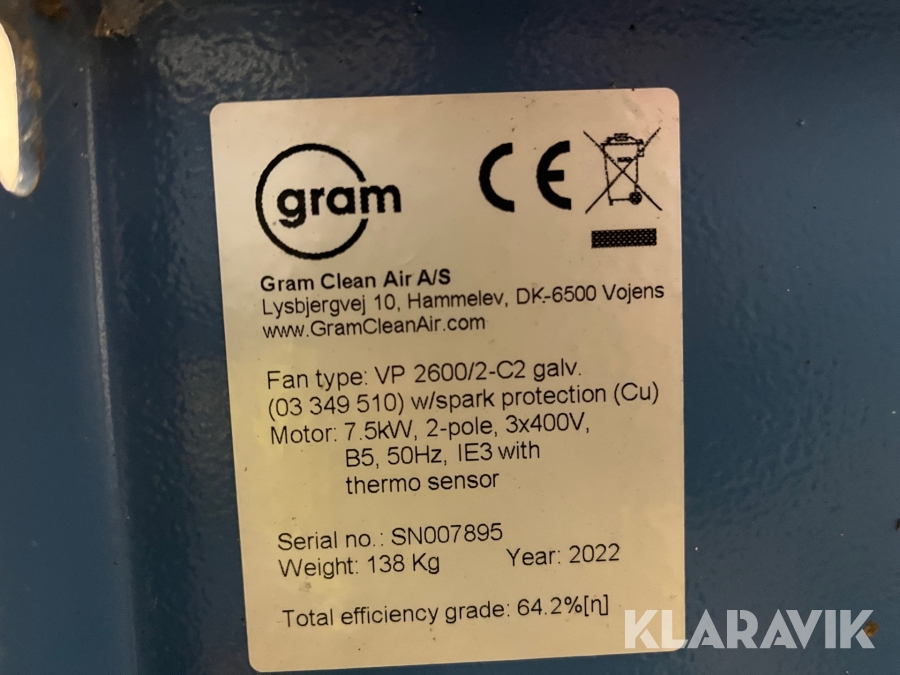 gram
CE
Gram Clean Air A/S
Lysbjergvej 10, Hammelev, DK-6500 Vojens
www.GramCleanAir.com
Fan type: VP 2600/2-C2 galv.
(03 349 510) w/spark protection (Cu)
Motor: 7.5kW, 2-pole, 3x400V,
B5, 50Hz, IE3 with
thermo sensor
Serial no.: SN007895
Weight: 138 Kg Year: 2022
Total efficiency grade: 64.2%[η]
KLARAVIK